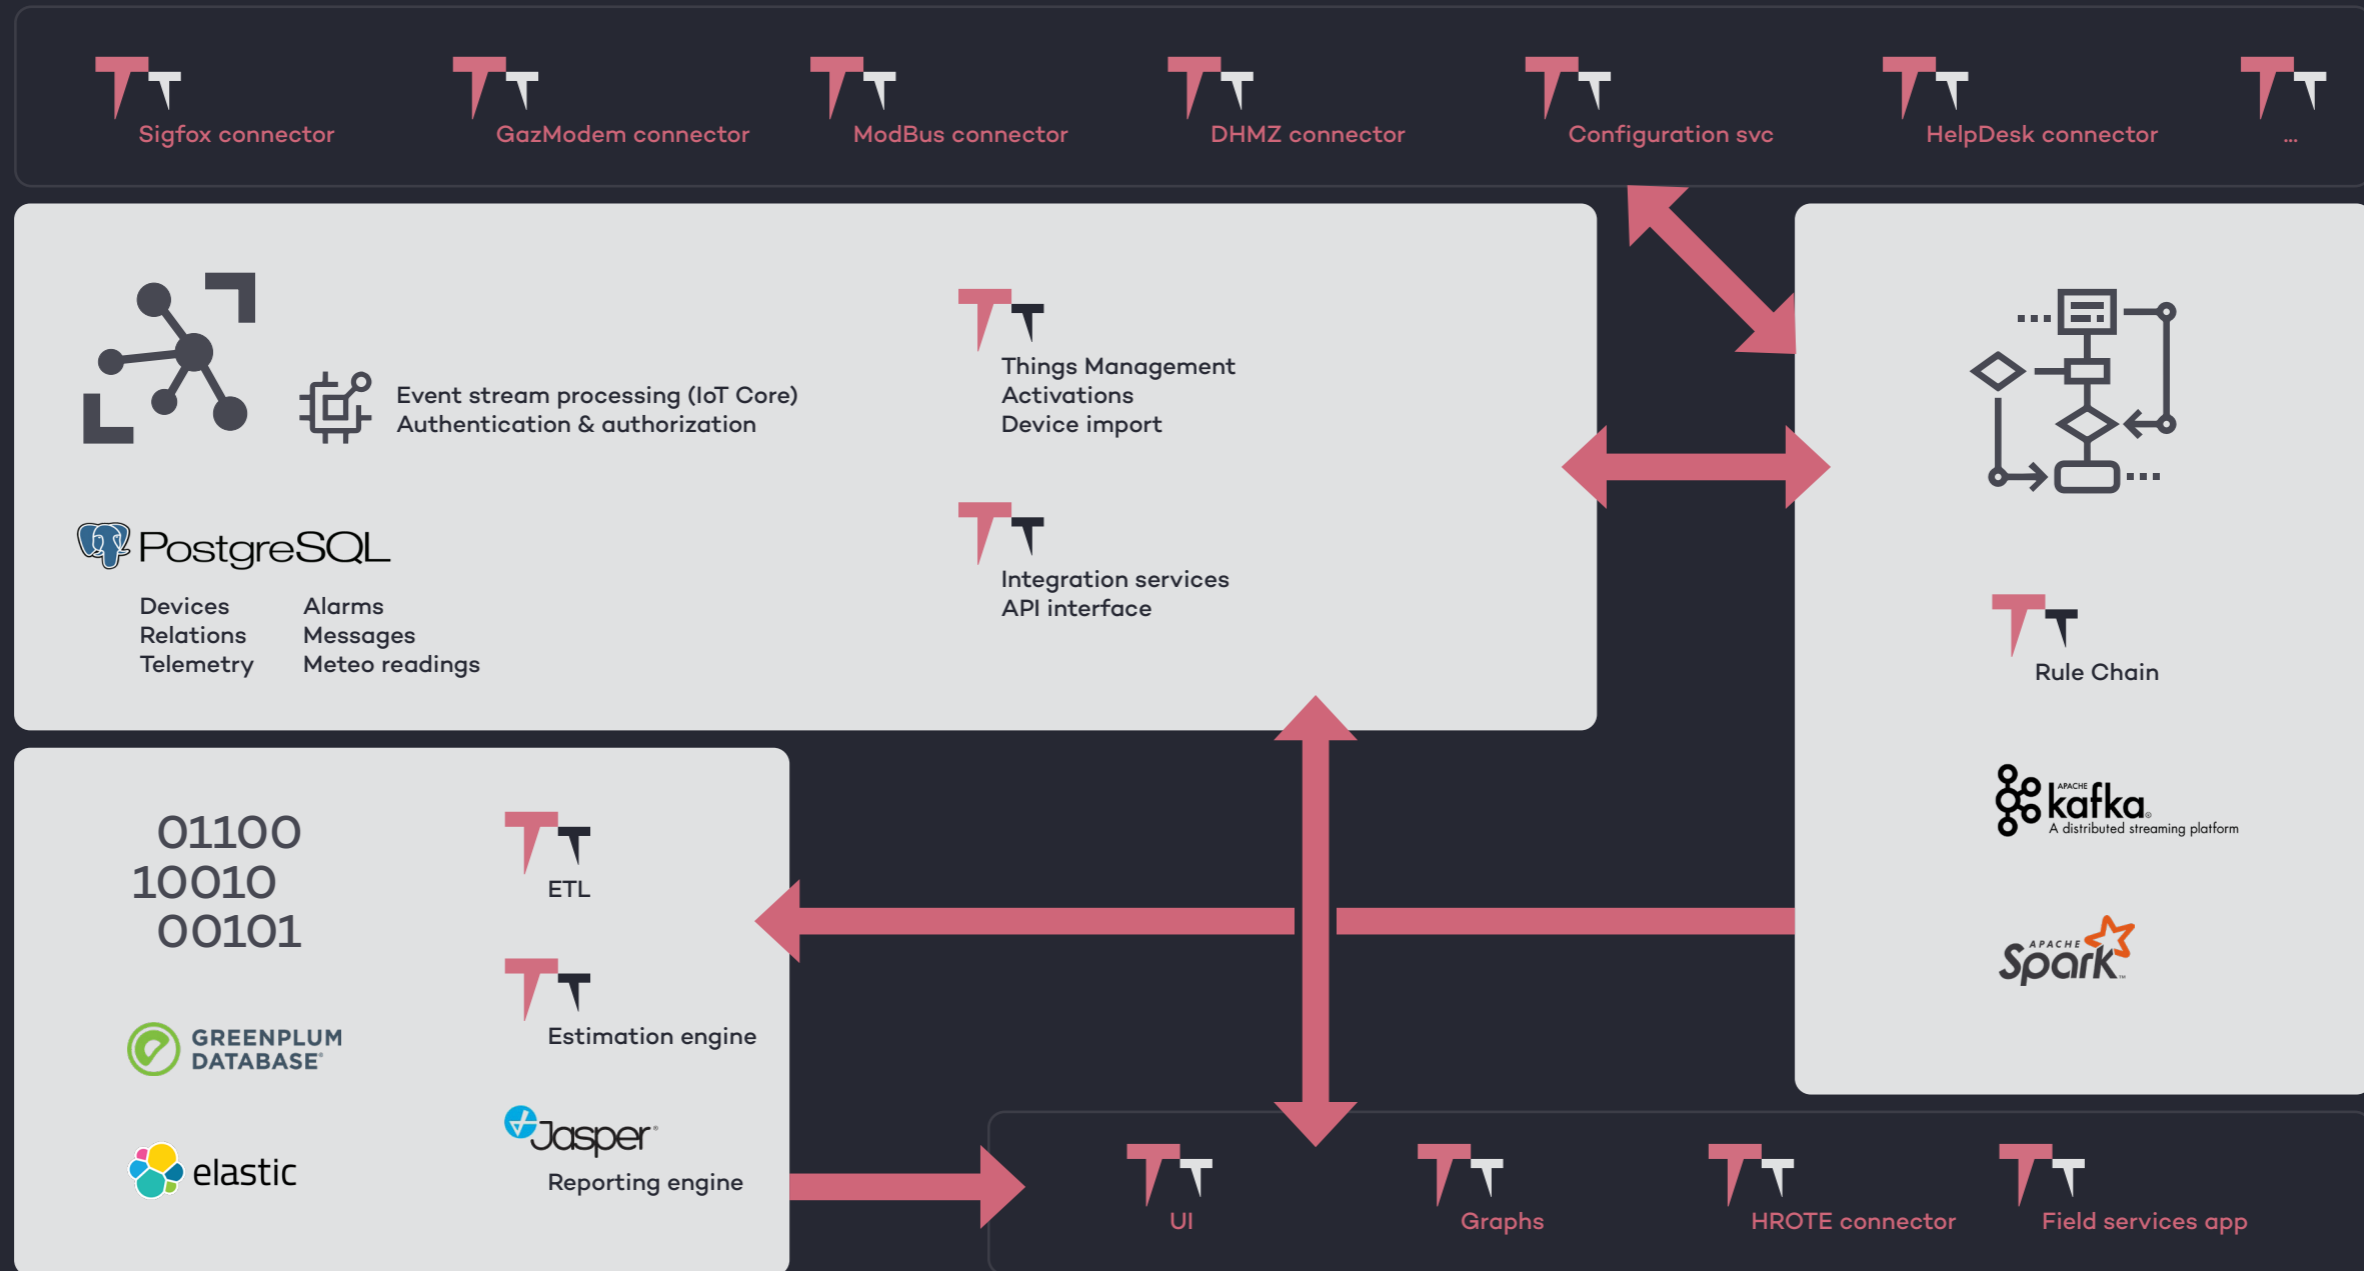 Sigfox connector
GazModem connector
ModBus connector
DHMZ connector
Configuration svc
HelpDesk connector
...
Event stream processing (IoT Core)
Authentication & authorization
Things Management
Activations
Device import
PostgreSQL
Devices
Relations
Telemetry
Alarms
Messages
Meteo readings
Integration services
API interface
Rule Chain
APACHE
kafka®
A distributed streaming platform
APACHE
Spark™
01100
10010
00101
ETL
Estimation engine
GREENPLUM
DATABASE®
elastic
Jaspersoft®
Reporting engine
UI
Graphs
HROTE connector
Field services app